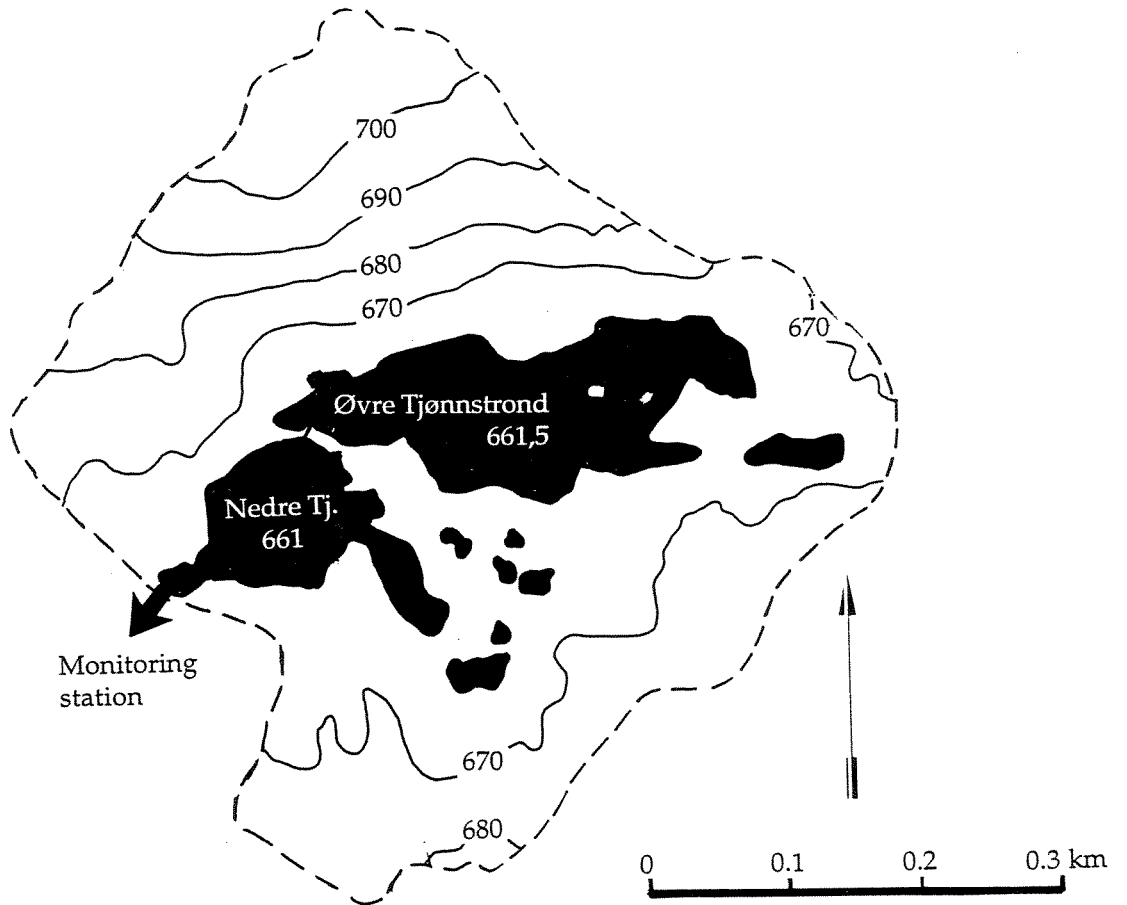 700
690
680
670
670
Øvre Tjønnstrond
661,5
Nedre Tj.
661
Monitoring
station
670
680
0 0.1 0.2 0.3 km